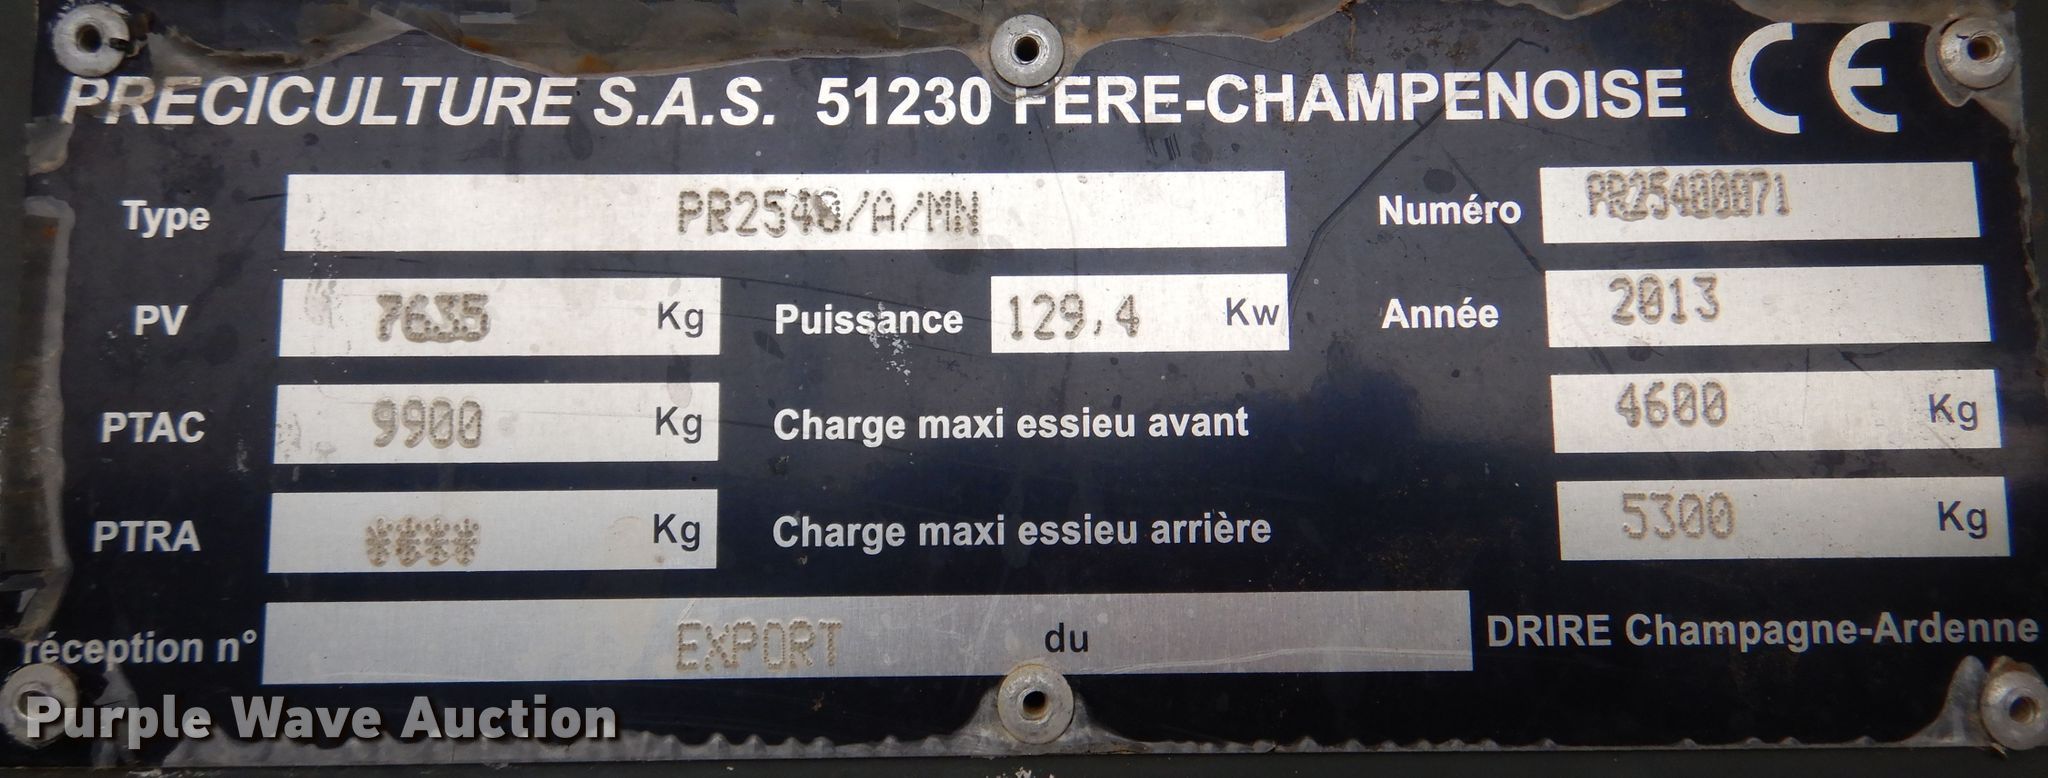 PRECICULTURE S.A.S. 51230 FERE-CHAMPENOISE CE
Type PR2540/A/MN Numéro PR25400071
PV 7635 Kg Puissance 129,4 Kw Année 2013
PTAC 9900 Kg Charge maxi essieu avant 4600 Kg
PTRA **** Kg Charge maxi essieu arrière 5300 Kg
réception n° EXPORT du DRIRE Champagne-Ardenne
Purple Wave Auction